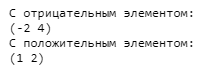 С отрицательным элементом:
(-2 4)
С положительным элементом:
(1 2)